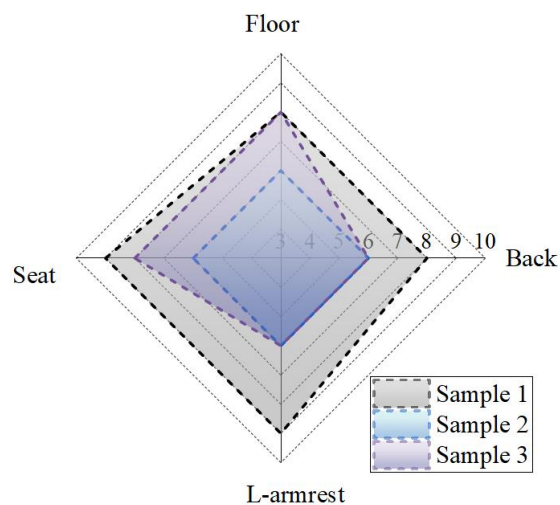 Floor
3 4 5 6 7 8 9 10
Back
Seat
Sample 1
Sample 2
Sample 3
L-armrest